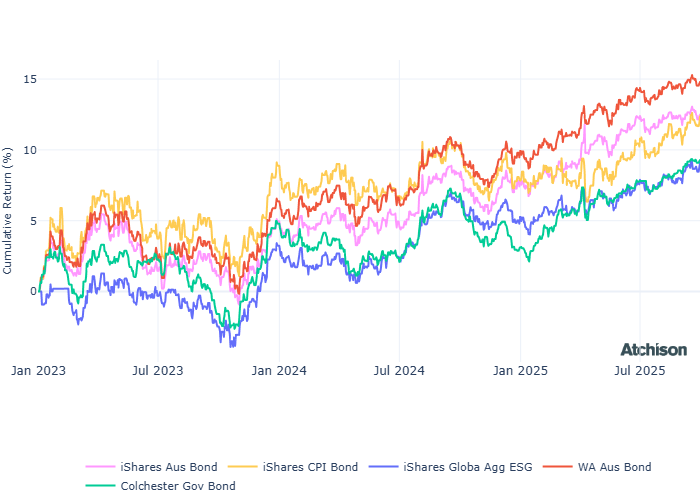 Cumulative Return (%)
15
10
5
0
Atchison
Jan 2023 Jul 2023 Jan 2024 Jul 2024 Jan 2025 Jul 2025
iShares Aus Bond iShares CPI Bond iShares Globa Agg ESG WA Aus Bond
Colchester Gov Bond